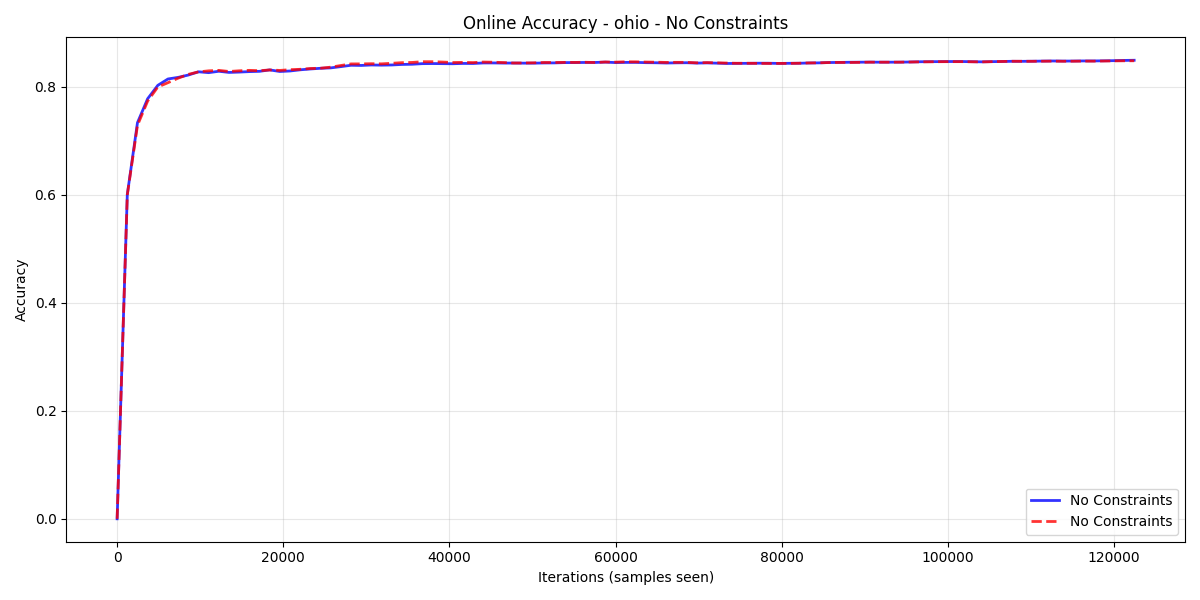 Online Accuracy - ohio - No Constraints
Accuracy
0.8
0.6
0.4
0.2
0.0
No Constraints
No Constraints
0 20000 40000 60000 80000 100000 120000
Iterations (samples seen)